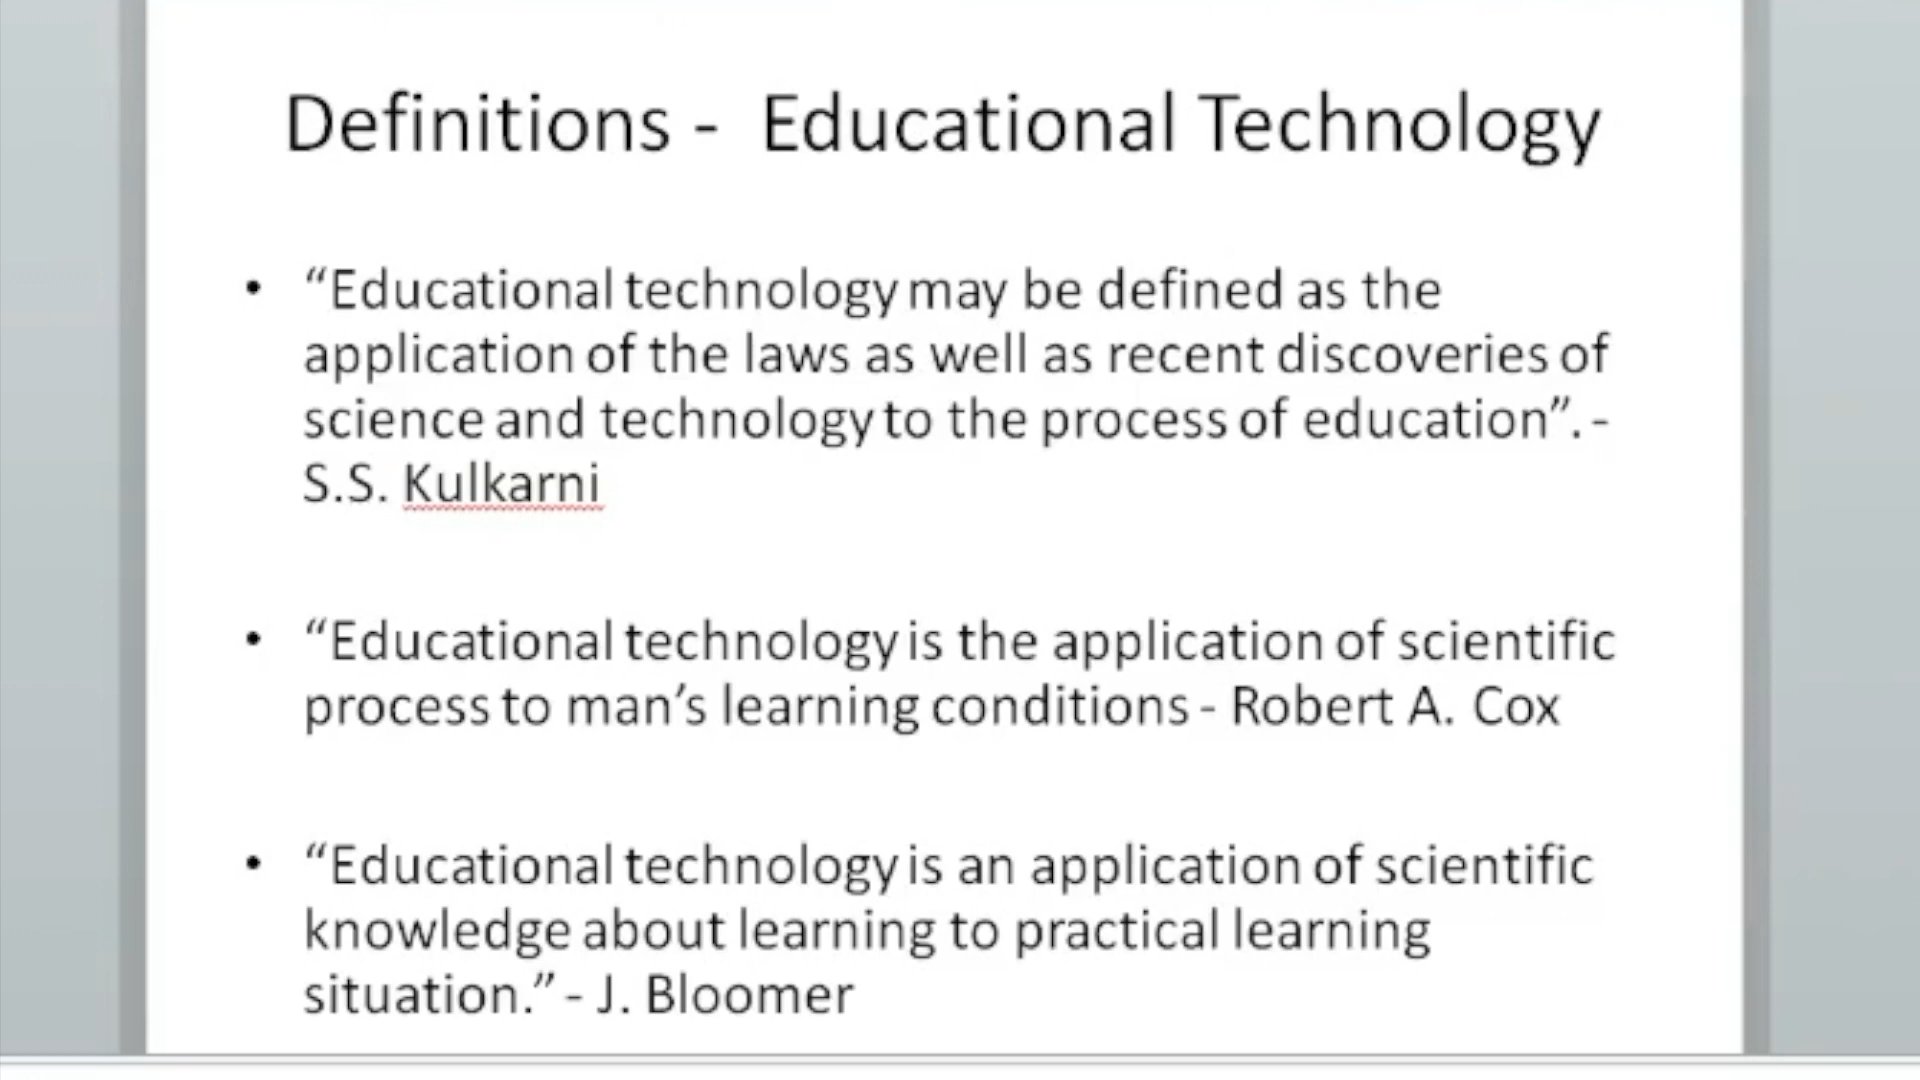 Definitions - Educational Technology
• “Educational technology may be defined as the
application of the laws as well as recent discoveries of
science and technology to the process of education”. -
S.S. Kulkarni
• “Educational technology is the application of scientific
process to man’s learning conditions - Robert A. Cox
• “Educational technology is an application of scientific
knowledge about learning to practical learning
situation.” - J. Bloomer